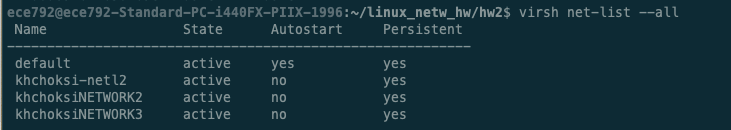 ece792@ece792-Standard-PC-i440FX-PIIX-1996:~/linux_netw_hw/hw2$ virsh net-list --all
Name State Autostart Persistent
----------------------------------------------------------
default active yes yes
khchoksi-netl2 active no yes
khchoksiNETWORK2 active no yes
khchoksiNETWORK3 active no yes